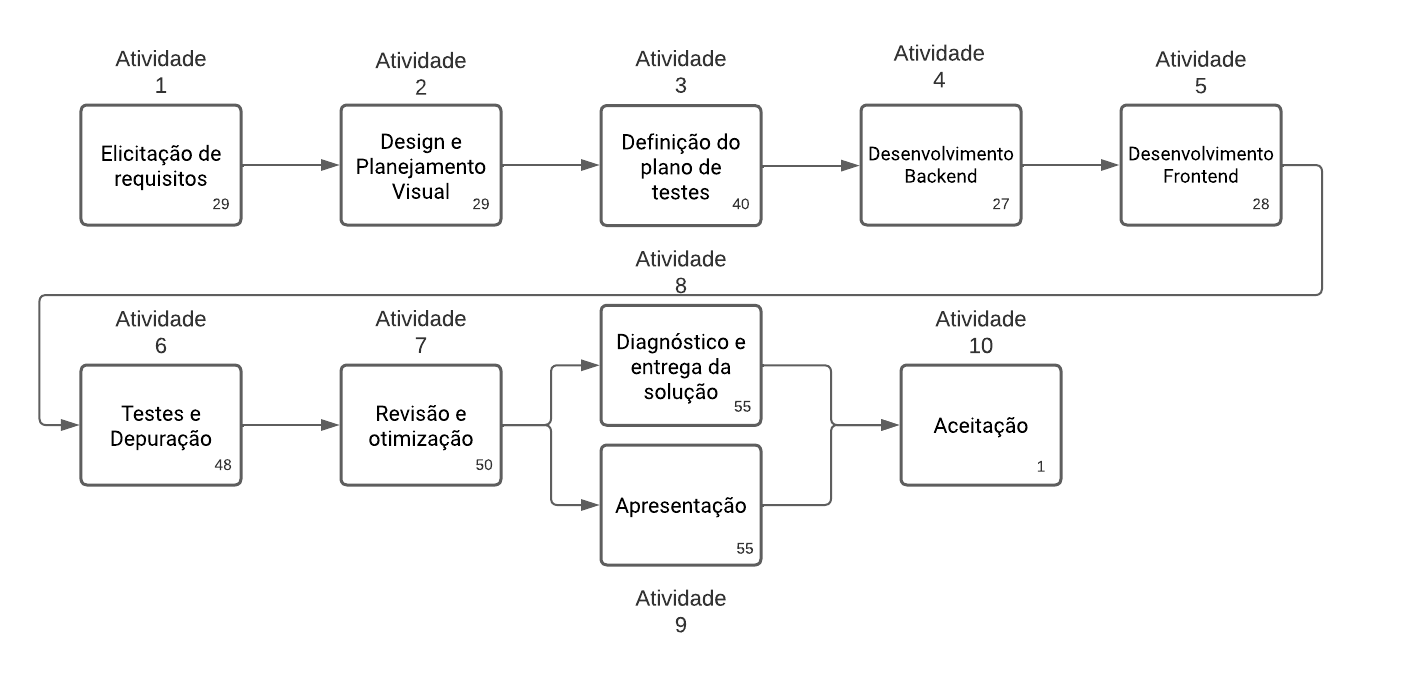 Atividade
1
Elicitação de
requisitos
29
Atividade
2
Design e
Planejamento
Visual
29
Atividade
3
Definição do
plano de
testes
40
Atividade
4
Desenvolvimento
Backend
27
Atividade
5
Desenvolvimento
Frontend
28
Atividade
6
Testes e
Depuração
48
Atividade
7
Revisão e
otimização
50
Atividade
8
Diagnóstico e
entrega da
solução
55
Apresentação
55
Atividade
9
Atividade
10
Aceitação
1